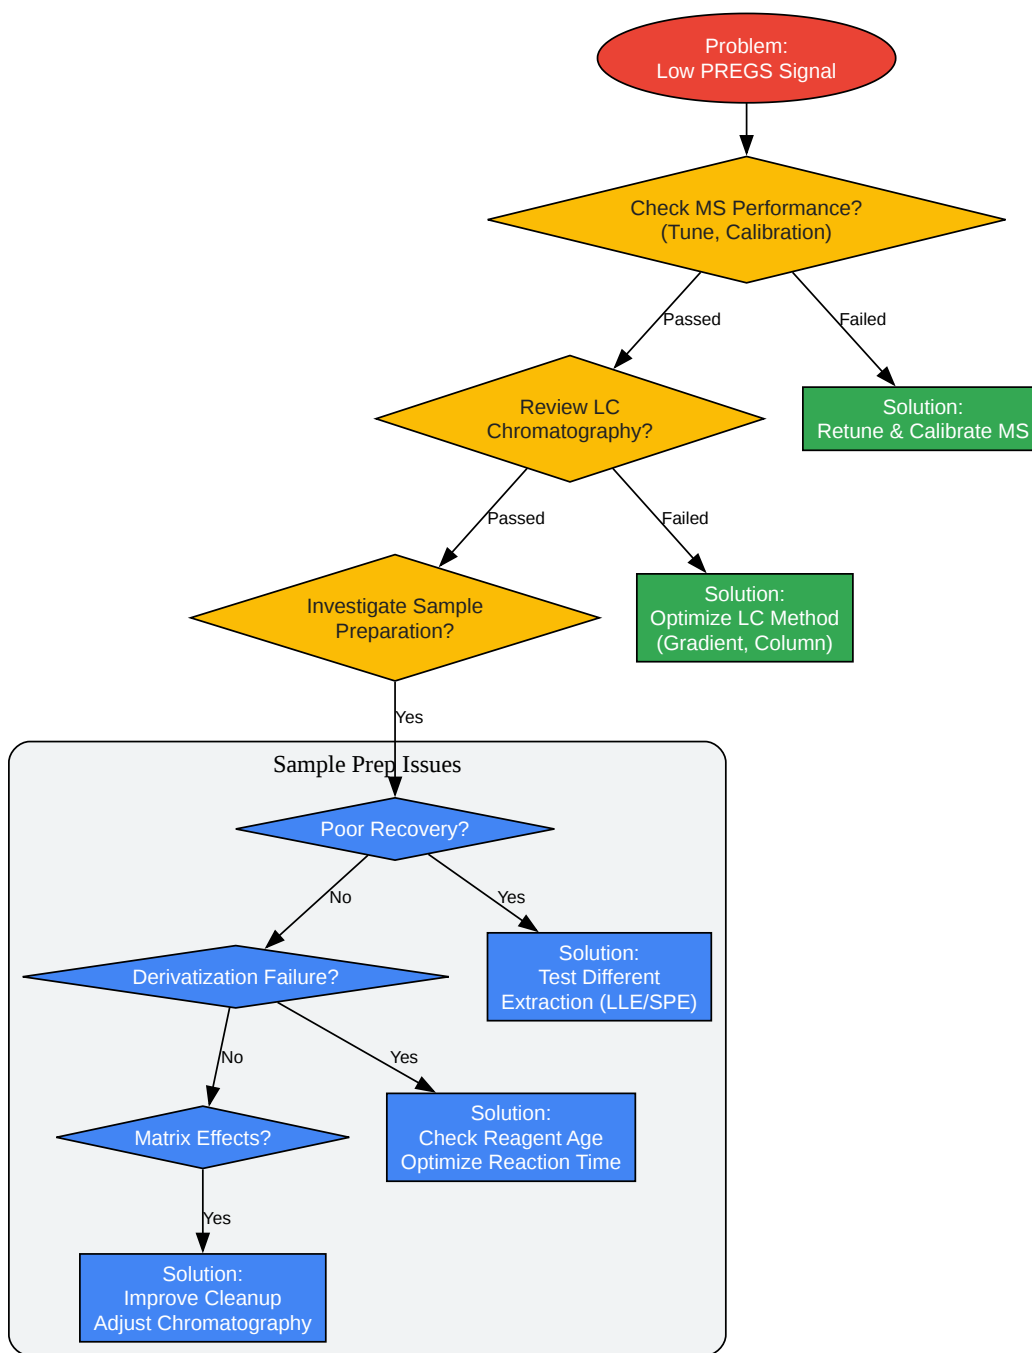 Problem:
Low PREGS Signal
Check MS Performance?
(Tune, Calibration)
Passed
Failed
Review LC
Chromatography?
Solution:
Retune & Calibrate MS
Passed
Failed
Investigate Sample
Preparation?
Solution:
Optimize LC Method
(Gradient, Column)
Yes
Sample Prep Issues
Poor Recovery?
No
Yes
Derivatization Failure?
Solution:
Test Different
Extraction (LLE/SPE)
No
Yes
Matrix Effects?
Solution:
Check Reagent Age
Optimize Reaction Time
Yes
Solution:
Improve Cleanup
Adjust Chromatography